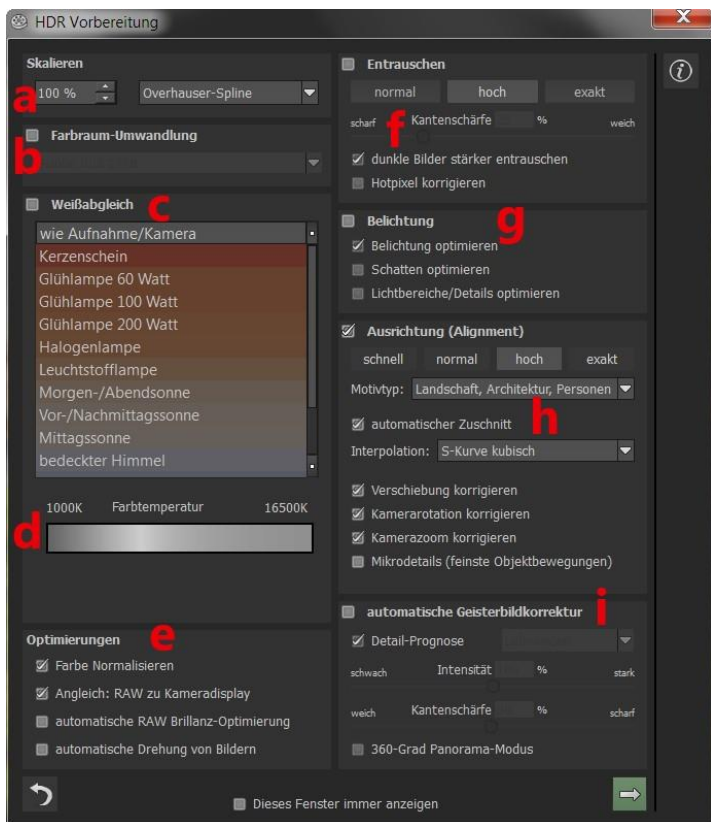 HDR Vorbereitung
Skalieren
a
100 %
Overhauser-Spline
Farbraum-Umwandlung
b
Weißabgleich
c
wie Aufnahme/Kamera
Kerzenschein
Glühlampe 60 Watt
Glühlampe 100 Watt
Glühlampe 200 Watt
Halogenlampe
Leuchtstofflampe
Morgen-/Abendsonne
Vor-/Nachmittagssonne
Mittagssonne
bedeckter Himmel
1000K Farbtemperatur 16500K
d
Optimierungen
e
Farbe Normalisieren
Angleich: RAW zu Kameradisplay
automatische RAW Brillanz-Optimierung
automatische Drehung von Bildern
Entrauschen
normal hoch exakt
scharf f Kantenschärfe % weich
dunkle Bilder stärker entrauschen
Hotpixel korrigieren
Belichtung
g
Belichtung optimieren
Schatten optimieren
Lichtbereiche/Details optimieren
Ausrichtung (Alignment)
schnell normal hoch exakt
Motivtyp: Landschaft, Architektur, Personen
h
automatischer Zuschnitt
Interpolation: S-Kurve kubisch
Verschiebung korrigieren
Kamerarotation korrigieren
Kamerazoom korrigieren
Mikrodetails (feinste Objektbewegungen)
automatische Geisterbildkorrektur
i
Detail-Prognose
schwach Intensität % stark
weich Kantenschärfe % scharf
360-Grad Panorama-Modus
Dieses Fenster immer anzeigen